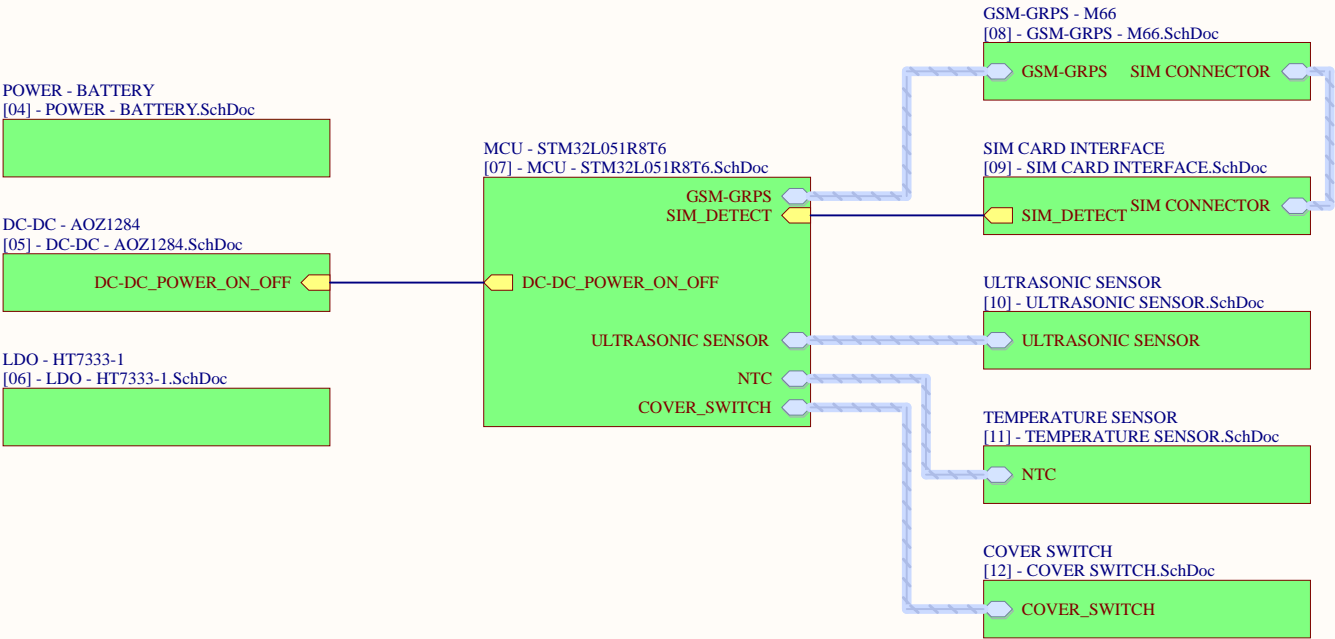 POWER - BATTERY
[04] - POWER - BATTERY.SchDoc
DC-DC - AOZ1284
[05] - DC-DC - AOZ1284.SchDoc
DC-DC_POWER_ON_OFF
LDO - HT7333-1
[06] - LDO - HT7333-1.SchDoc
MCU - STM32L051R8T6
[07] - MCU - STM32L051R8T6.SchDoc
GSM-GRPS
SIM_DETECT
DC-DC_POWER_ON_OFF
ULTRASONIC SENSOR
NTC
COVER_SWITCH
GSM-GRPS - M66
[08] - GSM-GRPS - M66.SchDoc
GSM-GRPS SIM CONNECTOR
SIM CARD INTERFACE
[09] - SIM CARD INTERFACE.SchDoc
SIM_DETECT SIM CONNECTOR
ULTRASONIC SENSOR
[10] - ULTRASONIC SENSOR.SchDoc
ULTRASONIC SENSOR
TEMPERATURE SENSOR
[11] - TEMPERATURE SENSOR.SchDoc
NTC
COVER SWITCH
[12] - COVER SWITCH.SchDoc
COVER_SWITCH